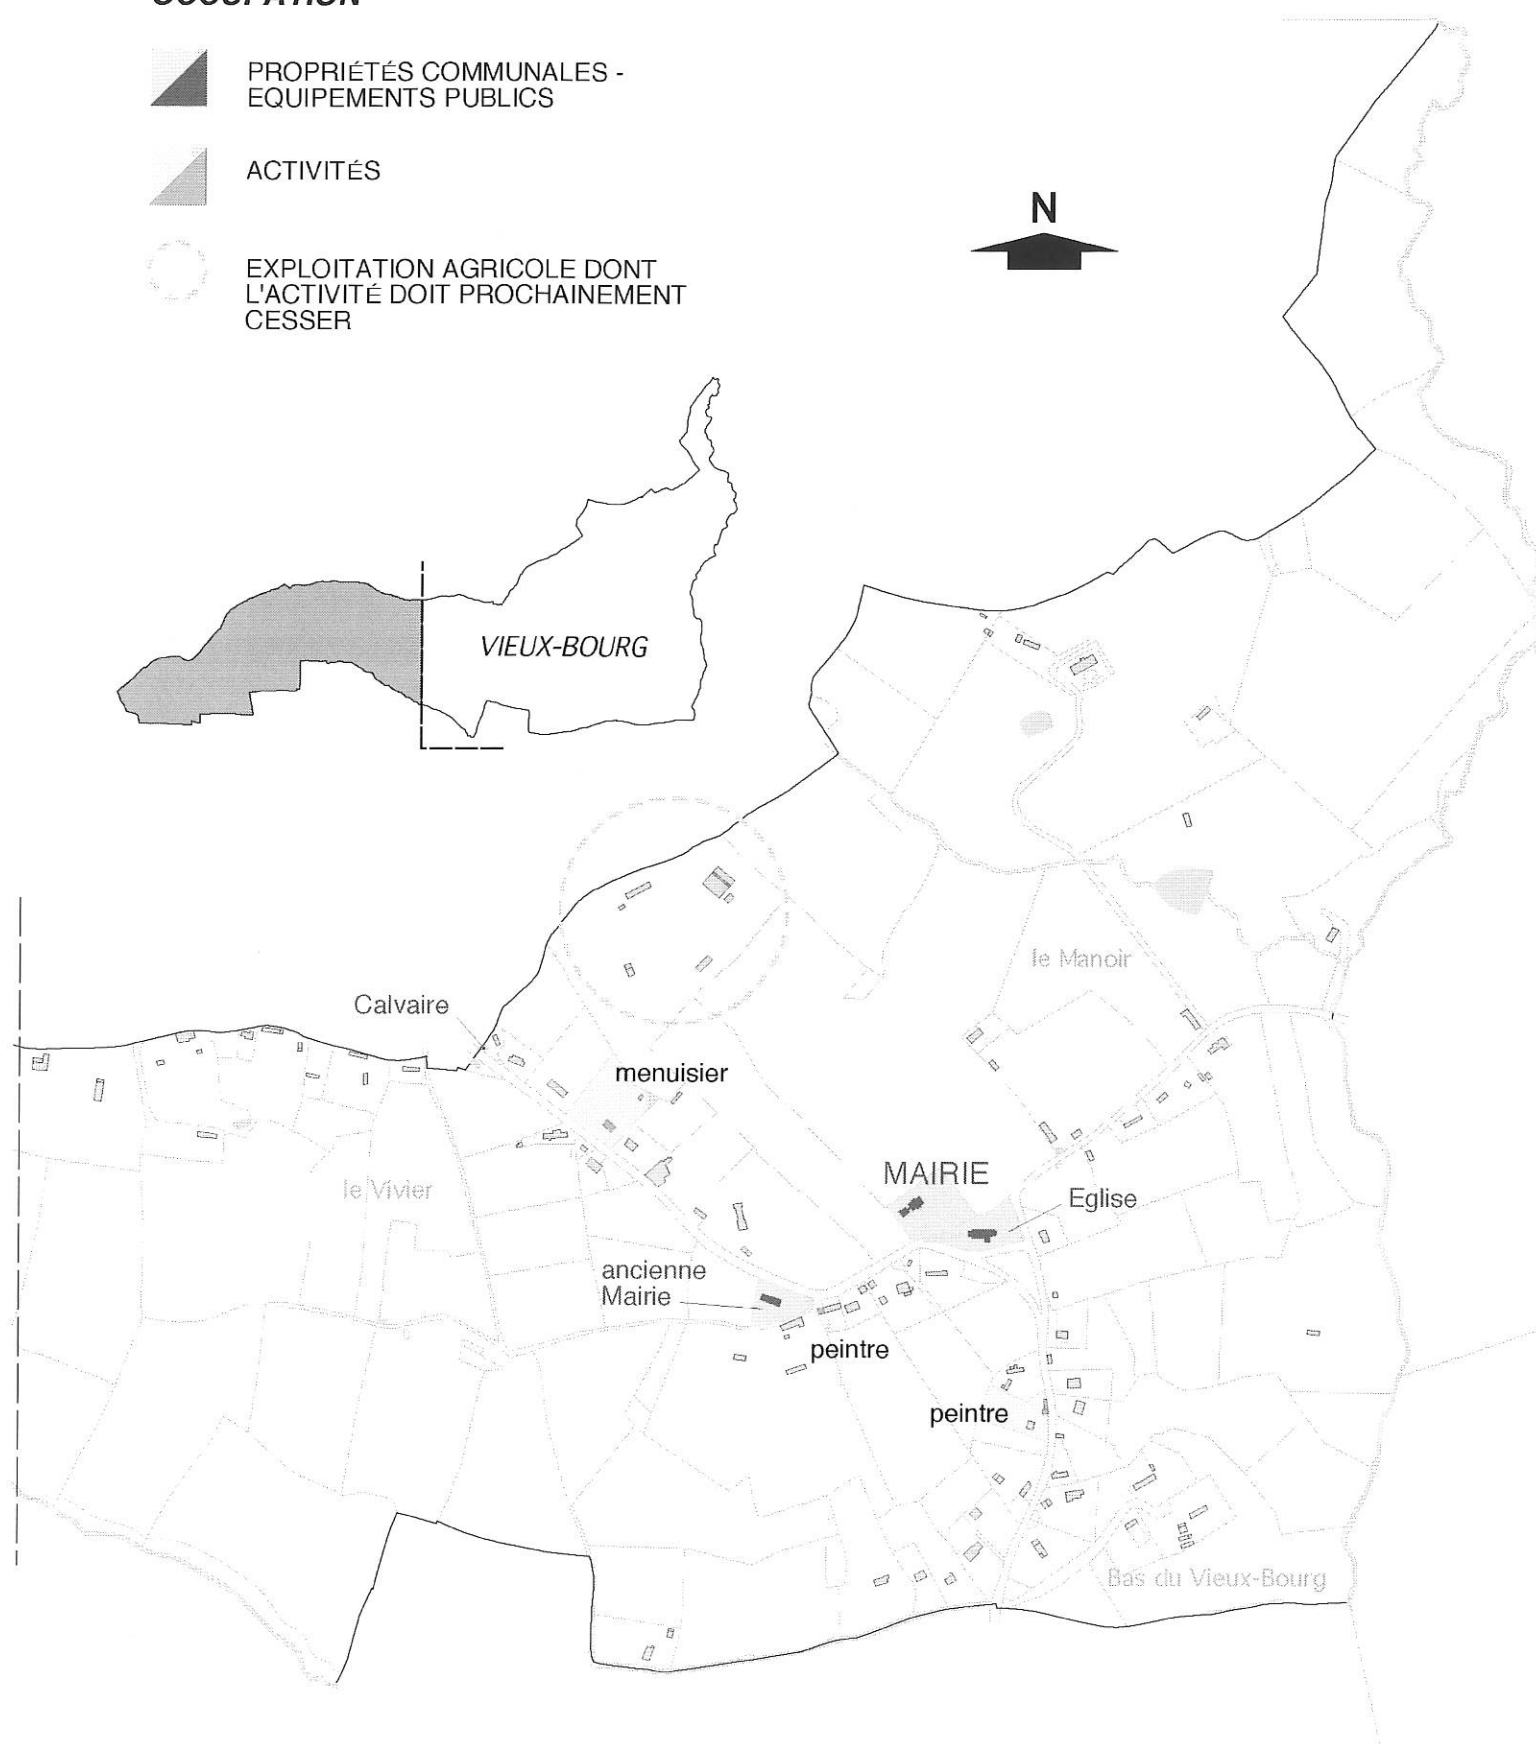 OCCUPATION
PROPRIÉTÉS COMMUNALES -
EQUIPEMENTS PUBLICS
ACTIVITÉS
EXPLOITATION AGRICOLE DONT
L'ACTIVITÉ DOIT PROCHAINEMENT
CESSER
N
VIEUX-BOURG
le Manoir
Calvaire
menuisier
MAIRIE
le Vivier
Eglise
ancienne
Mairie
peintre
peintre
Bas du Vieux-Bourg